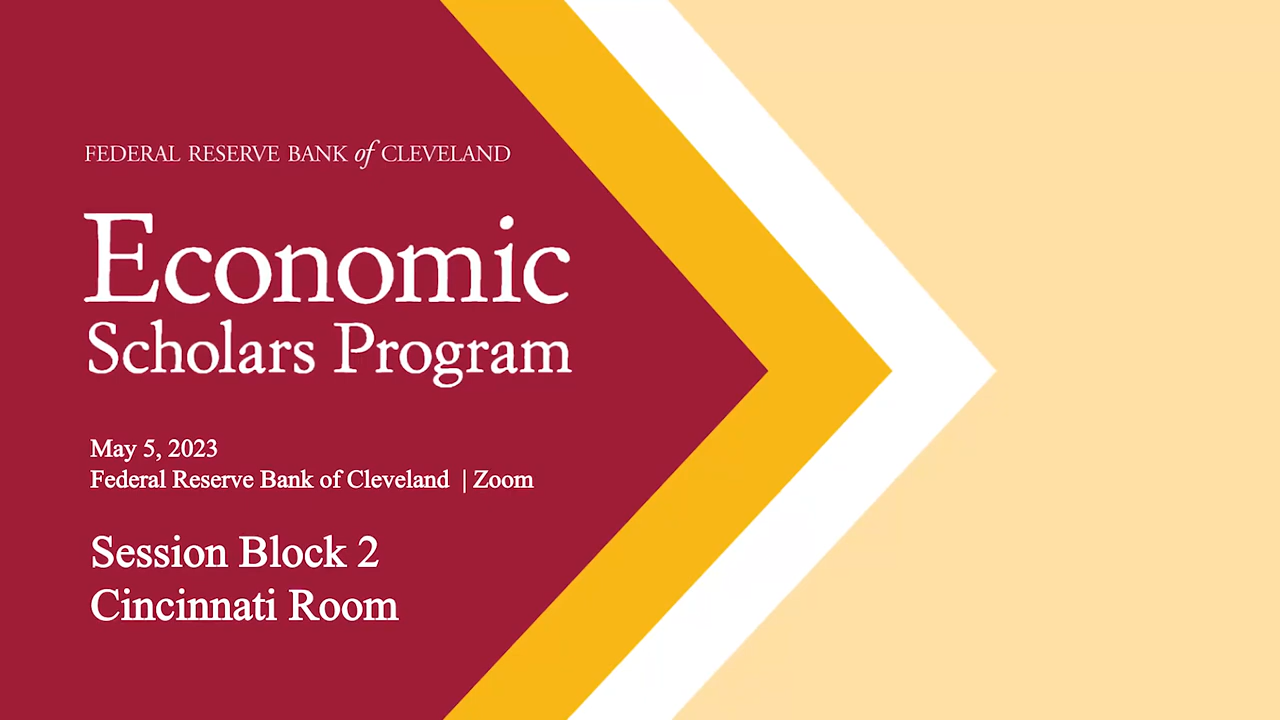 FEDERAL RESERVE BANK of CLEVELAND
Economic
Scholars Program
May 5, 2023
Federal Reserve Bank of Cleveland | Zoom
Session Block 2
Cincinnati Room